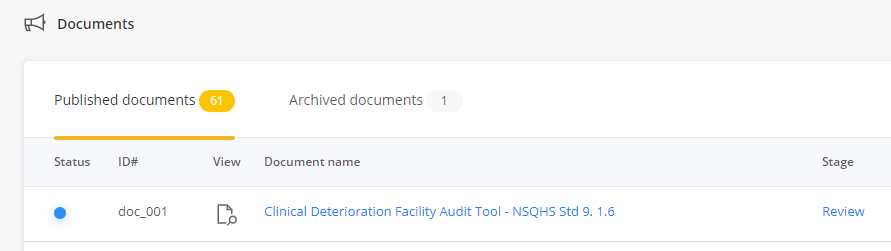 Documents
Published documents 61 Archived documents 1
Status ID# View Document name Stage
doc_001 Clinical Deterioration Facility Audit Tool - NSQHS Std 9. 1.6 Review